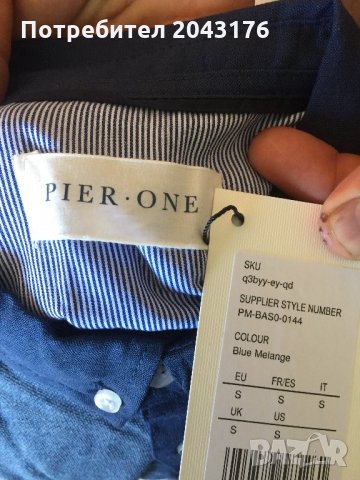 Потребител 2043176
PIER·ONE
SKU
q3byy-ey-qd
SUPPLIER STYLE NUMBER
PM-BAS0-0144
COLOUR
Blue Melange
EU FR/ES IT
S S S
UK US
S S
BAZAR